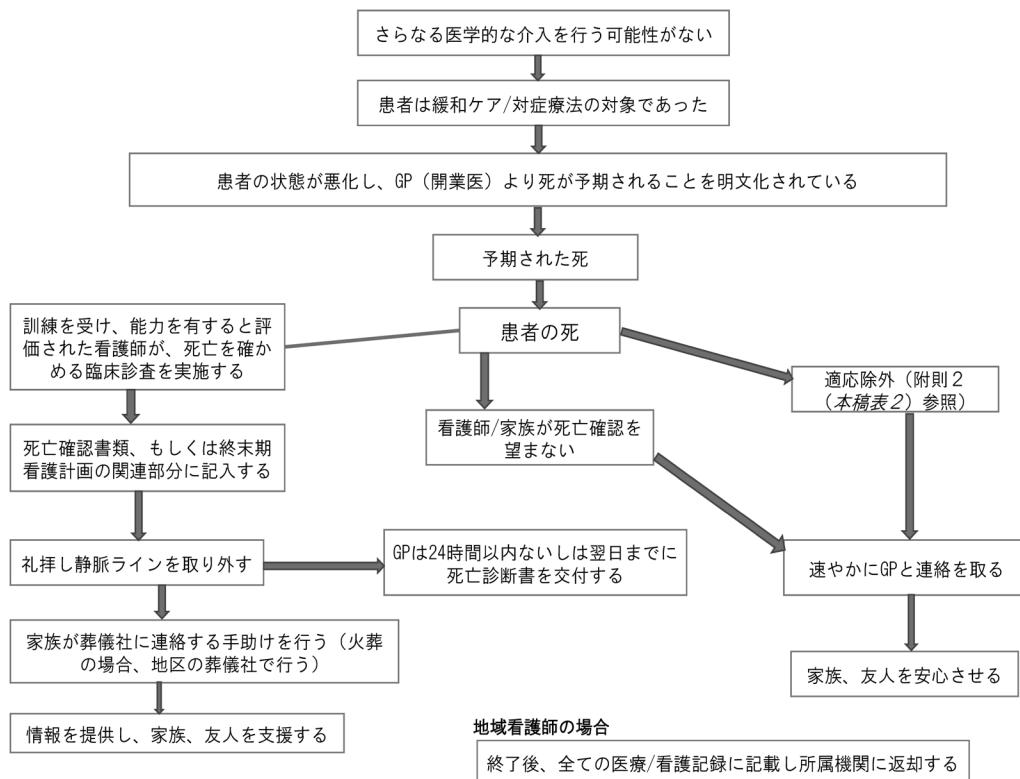 さらなる医学的な介入を行う可能性がない
患者は緩和ケア/対症療法の対象であった
患者の状態が悪化し、GP（開業医）より死が予期されることを明文化されている
予期された死
患者の死
訓練を受け、能力を有すると評
価された看護師が、死亡を確か
める臨床診査を実施する
死亡確認書類、もしくは終末期
看護計画の関連部分に記入する
礼拝し静脈ラインを取り外す
GPは24時間以内ないしは翌日までに
死亡診断書を交付する
家族が葬儀社に連絡する手助けを行う（火葬
の場合、地区の葬儀社で行う）
情報を提供し、家族、友人を支援する
看護師/家族が死亡確認を
望まない
適応除外（附則２
（本稿表２）参照）
速やかにGPと連絡を取る
家族、友人を安心させる
地域看護師の場合
終了後、全ての医療/看護記録に記載し所属機関に返却する